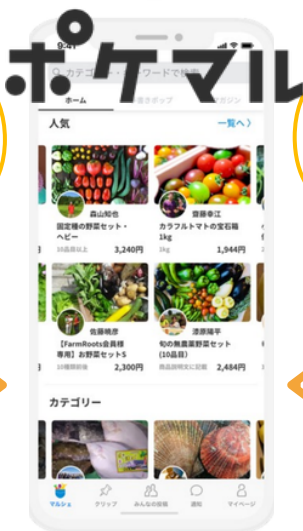 ポケマル
9:41
ホーム
マガジン
人気
一覧へ 〉
森山知也
固定種の野菜セット・
ヘビー
10品目以上
3,240円
齋藤幸江
カラフルトマトの宝石箱
1kg
1kg
1,944円
佐藤暁彦
【FarmRoots会員様
専用】お野菜セットS
10種類前後
2,300円
漆原陽平
旬の無農薬野菜セット
(10品目)
商品説明文に記載
2,484円
カテゴリー
マルシェ
クリップ
みんなの投稿
通知
マイページ